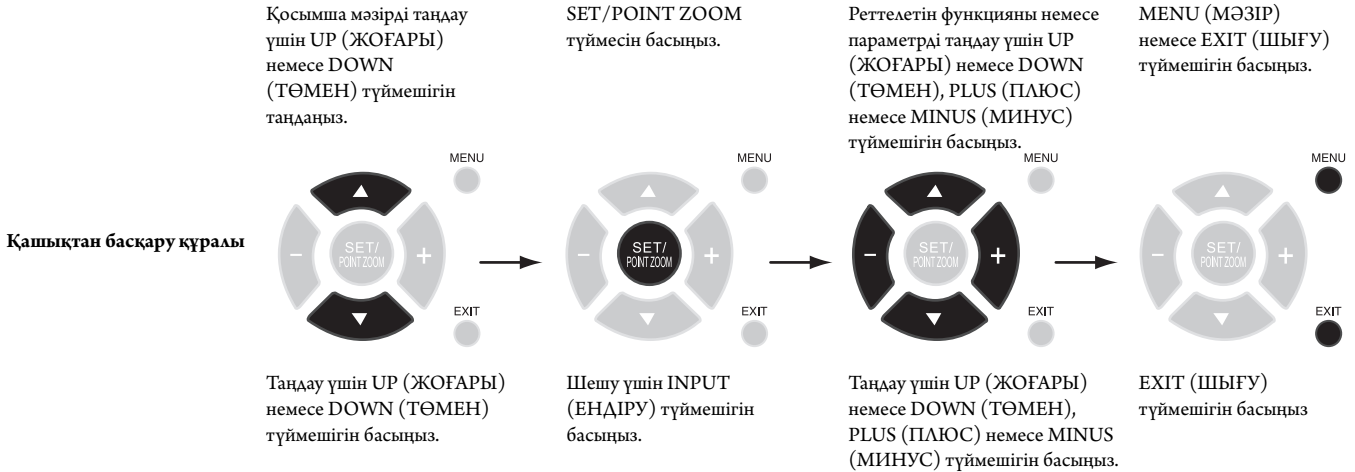 Қосымша мәзірді таңдау
үшін UP (ЖОҒАРЫ)
немесе DOWN
(ТӨМЕН) түймешігін
таңдаңыз.
SET/POINT ZOOM
түймесін басыңыз.
Реттелетін функцияны немесе
параметрді таңдау үшін UP
(ЖОҒАРЫ) немесе DOWN
(ТӨМЕН), PLUS (ПЛЮС)
немесе MINUS (МИНУС)
түймешігін басыңыз.
MENU (МӘЗІР)
немесе EXIT (ШЫҒУ)
түймешігін басыңыз.
Қашықтан басқару құралы
MENU
−
SET/
POINT ZOOM
+
EXIT
MENU
−
SET/
POINT ZOOM
+
EXIT
MENU
−
SET/
POINT ZOOM
+
EXIT
MENU
−
SET/
POINT ZOOM
+
EXIT
Таңдау үшін UP (ЖОҒАРЫ)
немесе DOWN (ТӨМЕН)
түймешігін басыңыз.
Шешу үшін INPUT
(ЕНДІРУ) түймешігін
басыңыз.
Таңдау үшін UP (ЖОҒАРЫ)
немесе DOWN (ТӨМЕН),
PLUS (ПЛЮС) немесе MINUS
(МИНУС) түймешігін басыңыз.
EXIT (ШЫҒУ)
түймешігін басыңыз